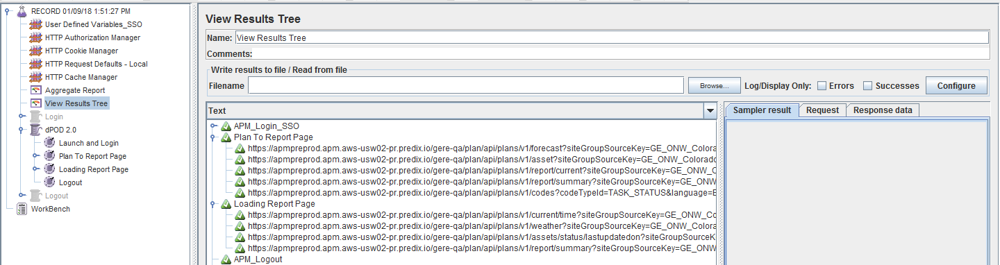 RECORD 01/09/18 1:51:27 PM
User Defined Variables_SSO
HTTP Authorization Manager
HTTP Cookie Manager
HTTP Request Defaults - Local
HTTP Cache Manager
Aggregate Report
View Results Tree
Login
dPOD 2.0
Launch and Login
Plan To Report Page
Loading Report Page
Logout
Logout
WorkBench
View Results Tree
Name: View Results Tree
Comments:
Write results to file / Read from file
Filename Browse... Log/Display Only: Errors Successes Configure
Text
Sampler result Request Response data
APM_Login_SSO
Plan To Report Page
https://apmpreprod.apm.aws-usw02-pr.predix.io/gere-qa/plan/api/plans/v1/forecast?siteGroupSourceKey=GE_ONW_Colora
https://apmpreprod.apm.aws-usw02-pr.predix.io/gere-qa/plan/api/plans/v1/asset?siteGroupSourceKey=GE_ONW_Colorado
https://apmpreprod.apm.aws-usw02-pr.predix.io/gere-qa/plan/api/plans/v1/report/current?siteGroupSourceKey=GE_ONW_C
https://apmpreprod.apm.aws-usw02-pr.predix.io/gere-qa/plan/api/plans/v1/report/summary?siteGroupSourceKey=GE_ONW
https://apmpreprod.apm.aws-usw02-pr.predix.io/gere-qa/plan/api/plans/v1/codes?codeTypeId=TASK_STATUS&language=E
Loading Report Page
https://apmpreprod.apm.aws-usw02-pr.predix.io/gere-qa/plan/api/plans/v1/current/time?siteGroupSourceKey=GE_ONW_Co
https://apmpreprod.apm.aws-usw02-pr.predix.io/gere-qa/plan/api/plans/v1/weather?siteGroupSourceKey=GE_ONW_Colora
https://apmpreprod.apm.aws-usw02-pr.predix.io/gere-qa/plan/api/plans/v1/assets/status/lastupdatedon?siteGroupSourceK
https://apmpreprod.apm.aws-usw02-pr.predix.io/gere-qa/plan/api/plans/v1/report/summary?siteGroupSourceKey=GE_ONW
APM_Logout